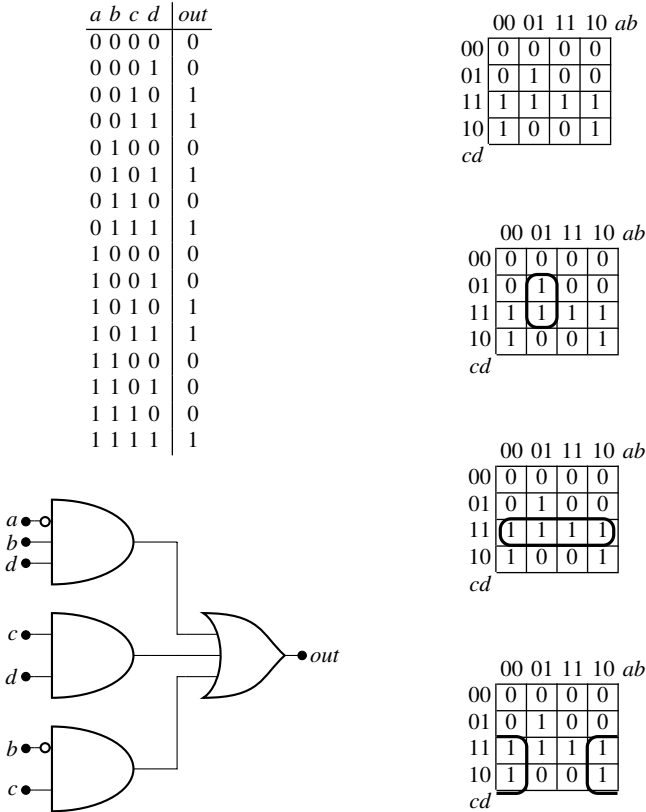 a b c d out
0 0 0 0 0
0 0 0 1 0
0 0 1 0 1
0 0 1 1 1
0 1 0 0 0
0 1 0 1 1
0 1 1 0 0
0 1 1 1 1
1 0 0 0 0
1 0 0 1 0
1 0 1 0 1
1 0 1 1 1
1 1 0 0 0
1 1 0 1 0
1 1 1 0 0
1 1 1 1 1
a
b
d
c
d
b
c
out
00 01 11 10 ab
00 0 0 0 0
01 0 1 0 0
11 1 1 1 1
10 1 0 0 1
cd
00 01 11 10 ab
00 0 0 0 0
01 0 1 0 0
11 1 1 1 1
10 1 0 0 1
cd
00 01 11 10 ab
00 0 0 0 0
01 0 1 0 0
11 1 1 1 1
10 1 0 0 1
cd
00 01 11 10 ab
00 0 0 0 0
01 0 1 0 0
11 1 1 1 1
10 1 0 0 1
cd